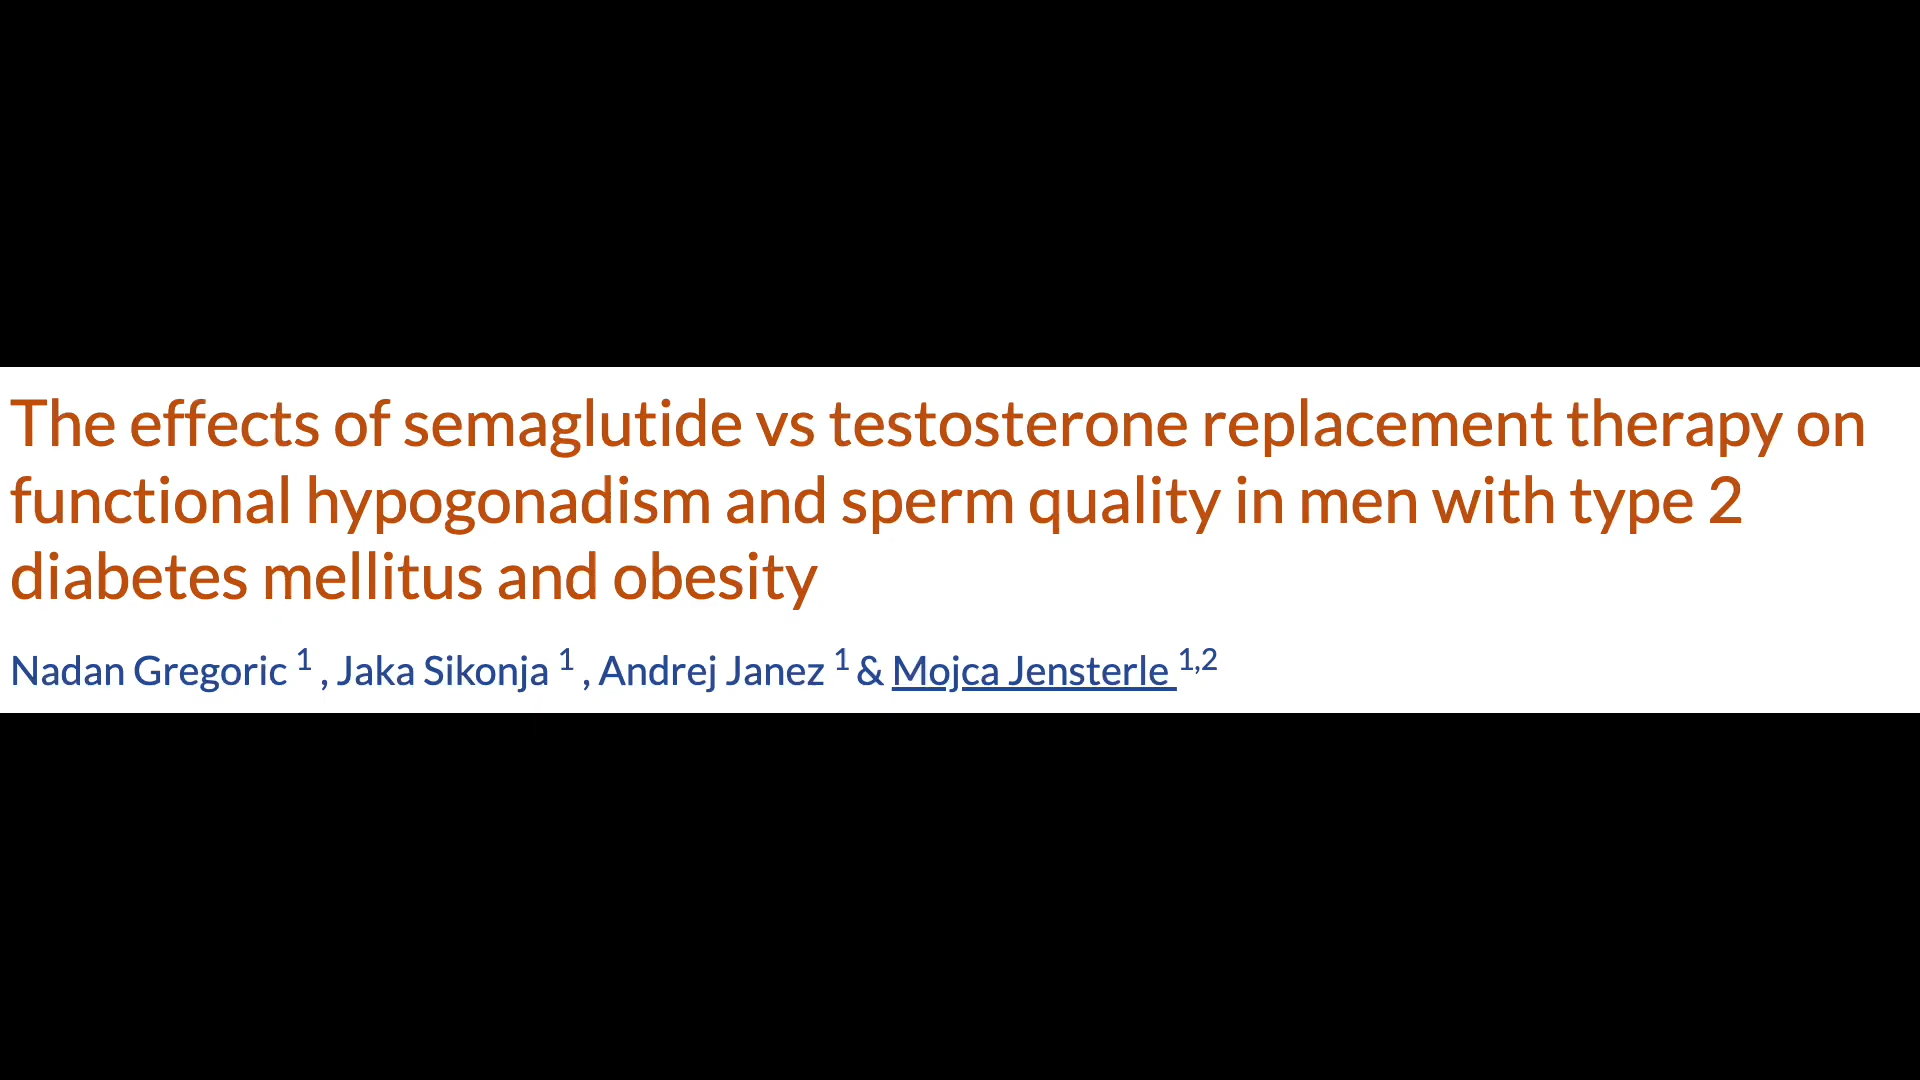 The effects of semaglutide vs testosterone replacement therapy on
functional hypogonadism and sperm quality in men with type 2
diabetes mellitus and obesity
Nadan Gregoric 1 , Jaka Sikonja 1 , Andrej Janez 1 & Mojca Jensterle 1,2